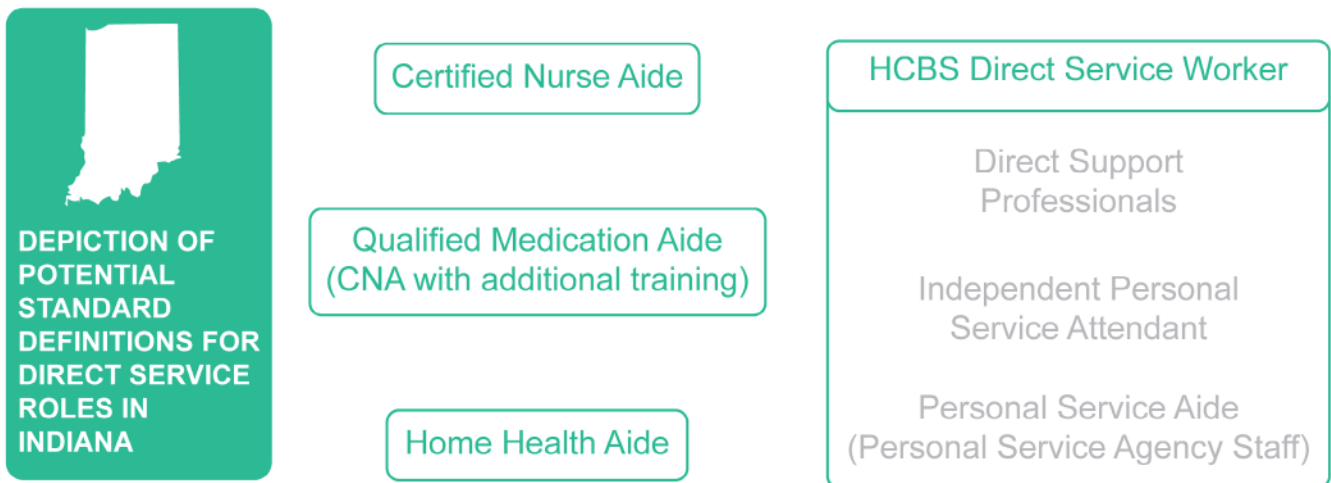 DEPICTION OF
POTENTIAL
STANDARD
DEFINITIONS FOR
DIRECT SERVICE
ROLES IN
INDIANA
Certified Nurse Aide
Qualified Medication Aide
(CNA with additional training)
Home Health Aide
HCBS Direct Service Worker
Direct Support
Professionals
Independent Personal
Service Attendant
Personal Service Aide
(Personal Service Agency Staff)